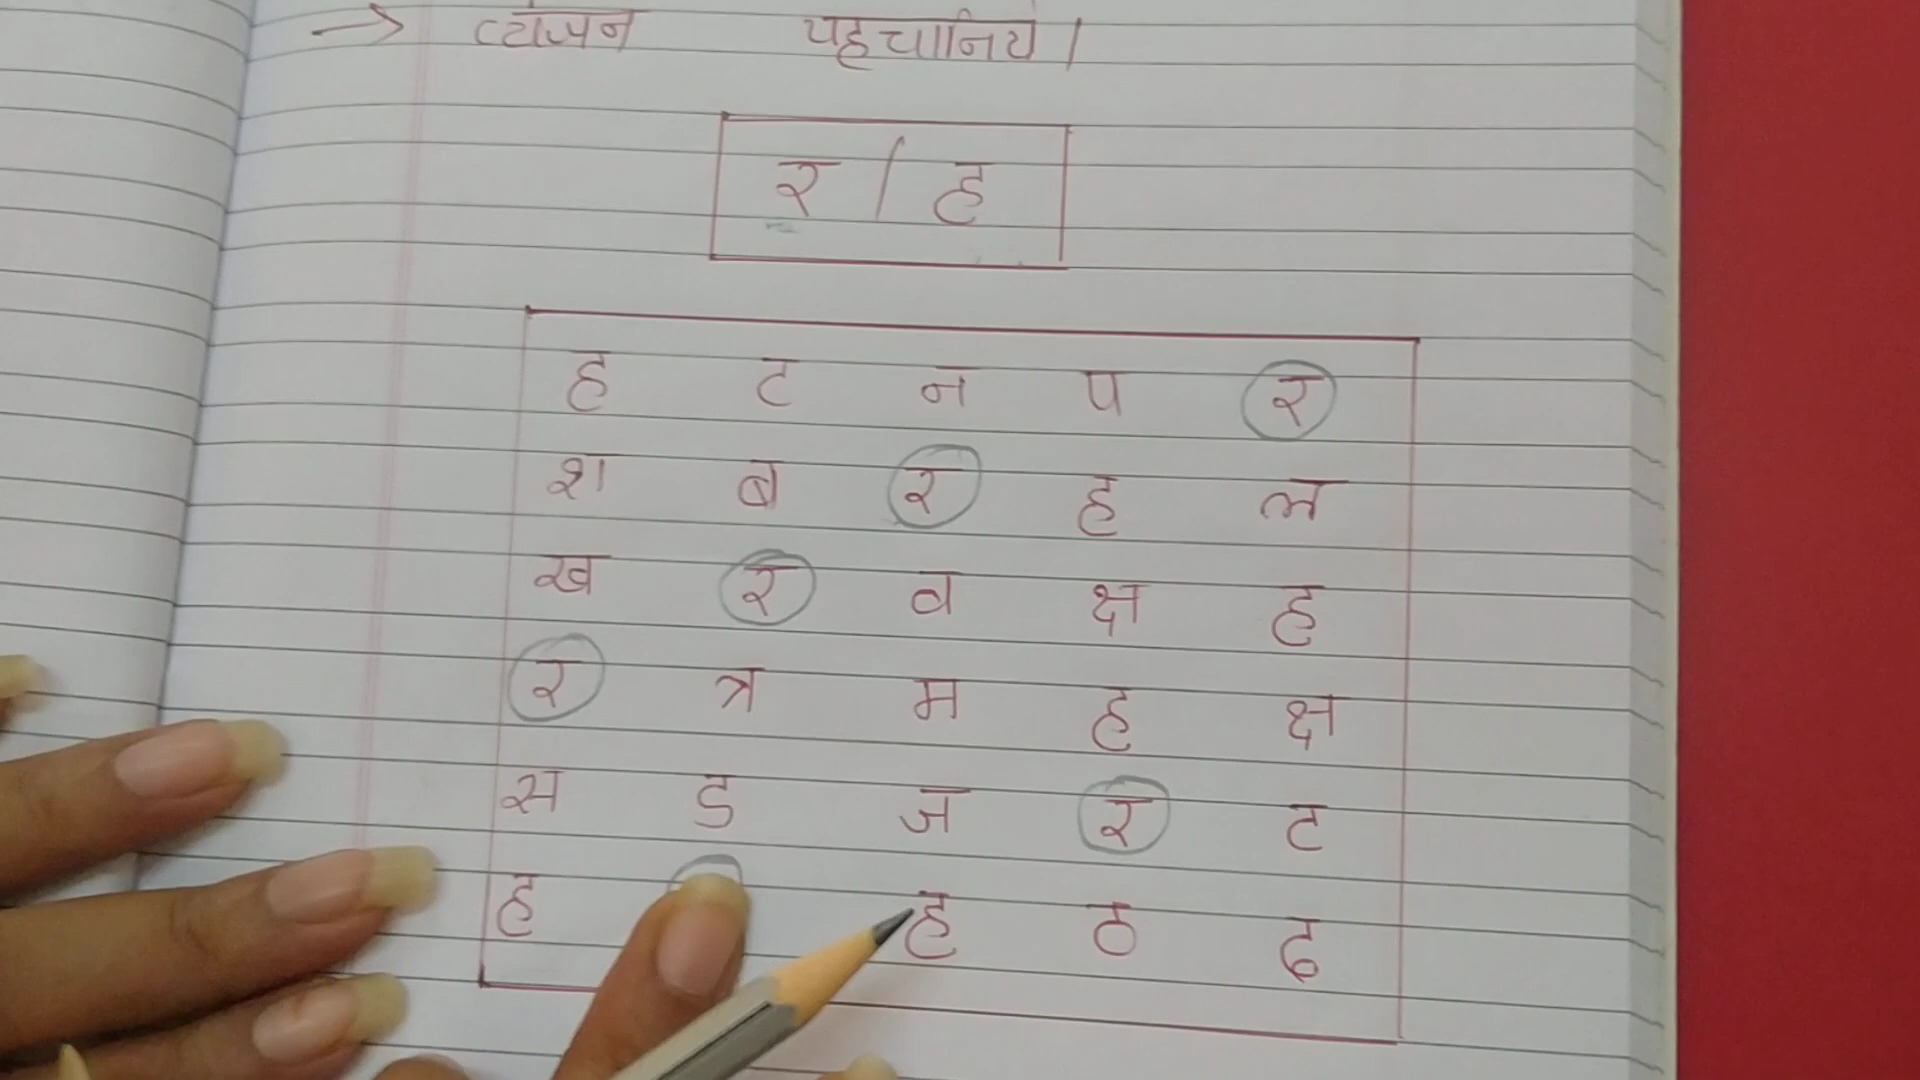 → व्यंजन पहचानिये।
र / ह
ह ट न प र
श ब र ह ल
ख र व क्ष ह
र त्र म ह क्ष
स ड ज र ट
ह ह ठ ढ